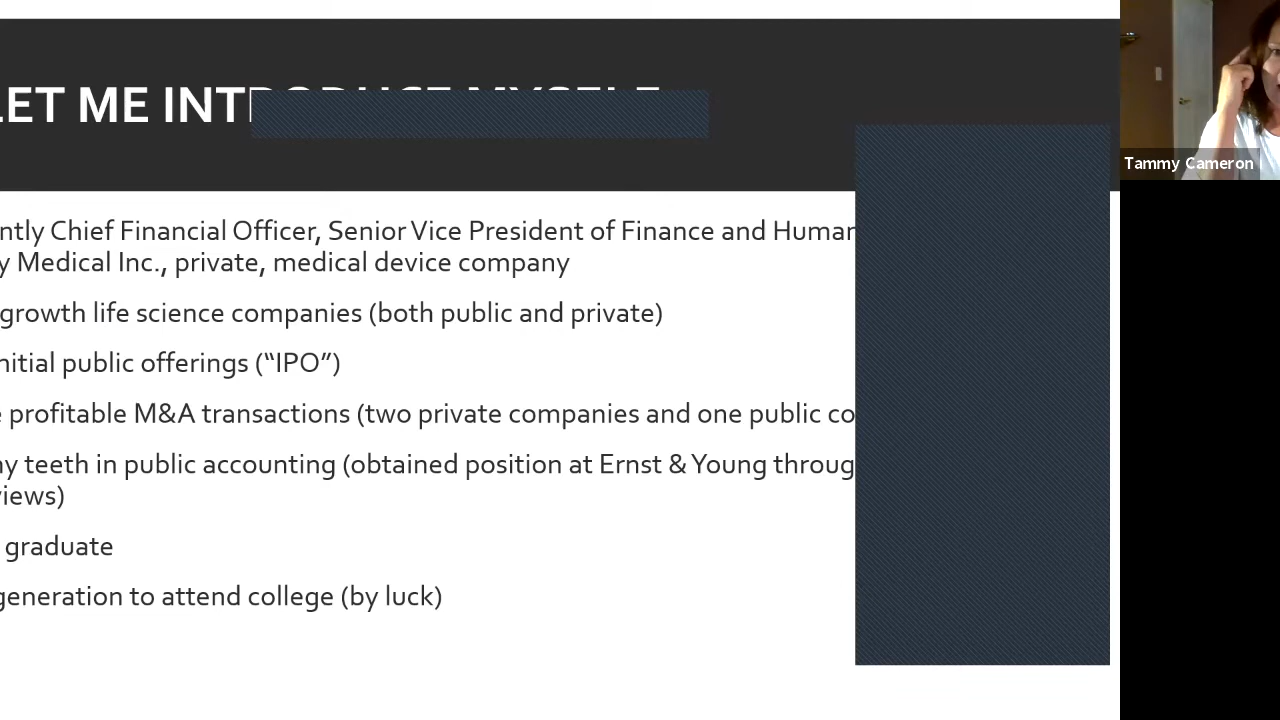 LET ME INTRODUCE MYSELF
ntly Chief Financial Officer, Senior Vice President of Finance and Human
y Medical Inc., private, medical device company
growth life science companies (both public and private)
nitial public offerings (“IPO”)
e profitable M&A transactions (two private companies and one public co
y teeth in public accounting (obtained position at Ernst & Young throug
views)
graduate
generation to attend college (by luck)
Tammy Cameron